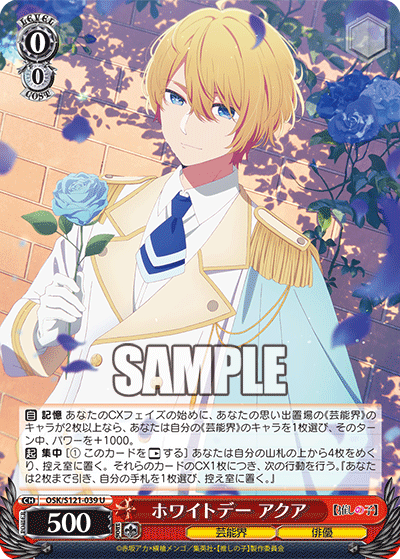 0
LEVEL
0
COST
SAMPLE
自 記憶 あなたのCXフェイズの始めに、あなたの思い出置場の《芸能界》の
キャラが2枚以上なら、あなたは自分の《芸能界》のキャラを1枚選び、そのタ
ーン中、パワーを+1000。
起 集中 [① このカードを する] あなたは自分の山札の上から4枚をめく
り、控え室に置く。それらのカードのCX1枚につき、次の行動を行う。『あなた
は2枚まで引き、自分の手札を1枚選び、控え室に置く。』
CH OSK/S121-039 U
500
ホワイトデー アクア
【推しの子】
芸能界
俳優
©赤坂アカ×横槍メンゴ/集英社・【推しの子】製作委員会